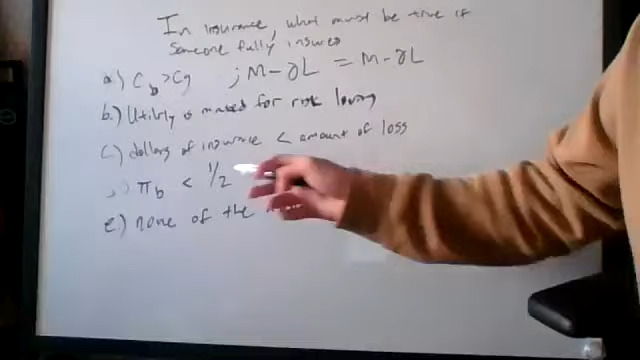 In insurance, what must be true if
someone fully insures
a.) C_b > C_g ; M - γL = M - γL
b.) Utility is maxed for risk loving
c.) dollars of insurance < amount of loss
) π_b < 1/2
e.) none of the